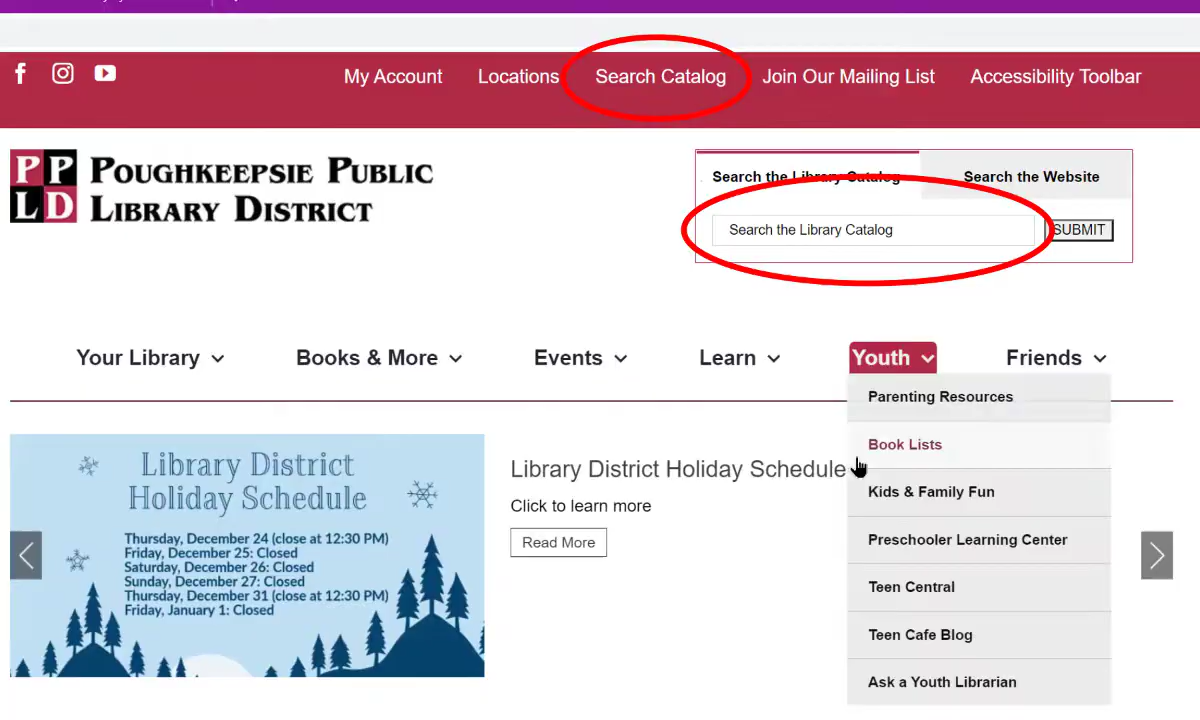 My Account Locations Search Catalog Join Our Mailing List Accessibility Toolbar
PP
LD
POUGHKEEPSIE PUBLIC
LIBRARY DISTRICT
Search the Library Catalog
Search the Website
Search the Library Catalog
SUBMIT
Your Library Books & More Events Learn Youth Friends
Parenting Resources
Book Lists
Kids & Family Fun
Preschooler Learning Center
Teen Central
Teen Cafe Blog
Ask a Youth Librarian
Library District
Holiday Schedule
Thursday, December 24 (close at 12:30 PM)
Friday, December 25: Closed
Saturday, December 26: Closed
Sunday, December 27: Closed
Thursday, December 31 (close at 12:30 PM)
Friday, January 1: Closed
Library District Holiday Schedule
Click to learn more
Read More